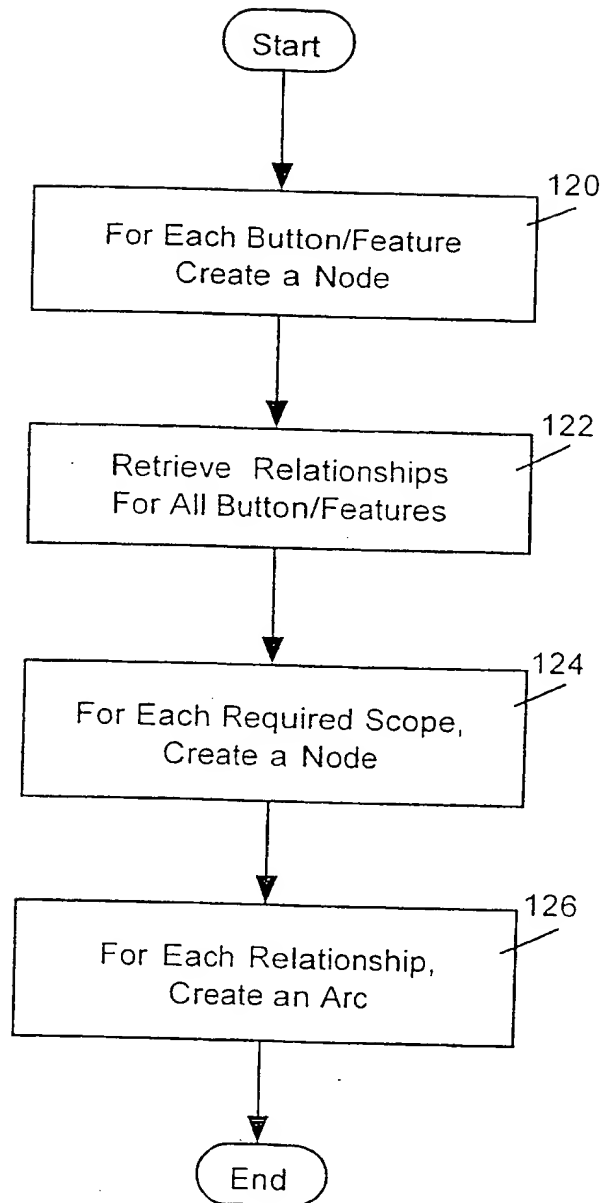 Start
120
For Each Button/Feature
Create a Node
122
Retrieve Relationships
For All Button/Features
124
For Each Required Scope,
Create a Node
126
For Each Relationship,
Create an Arc
End